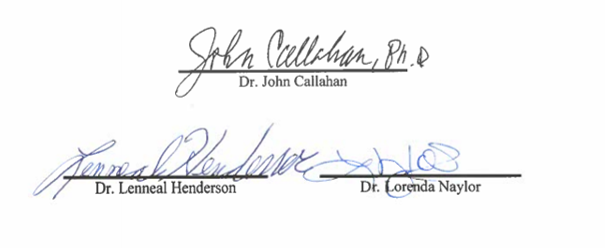 John Callahan, Ph.D
Dr. John Callahan
Lenneal Henderson
Dr. Lenneal Henderson
Dr. Lorenda Naylor